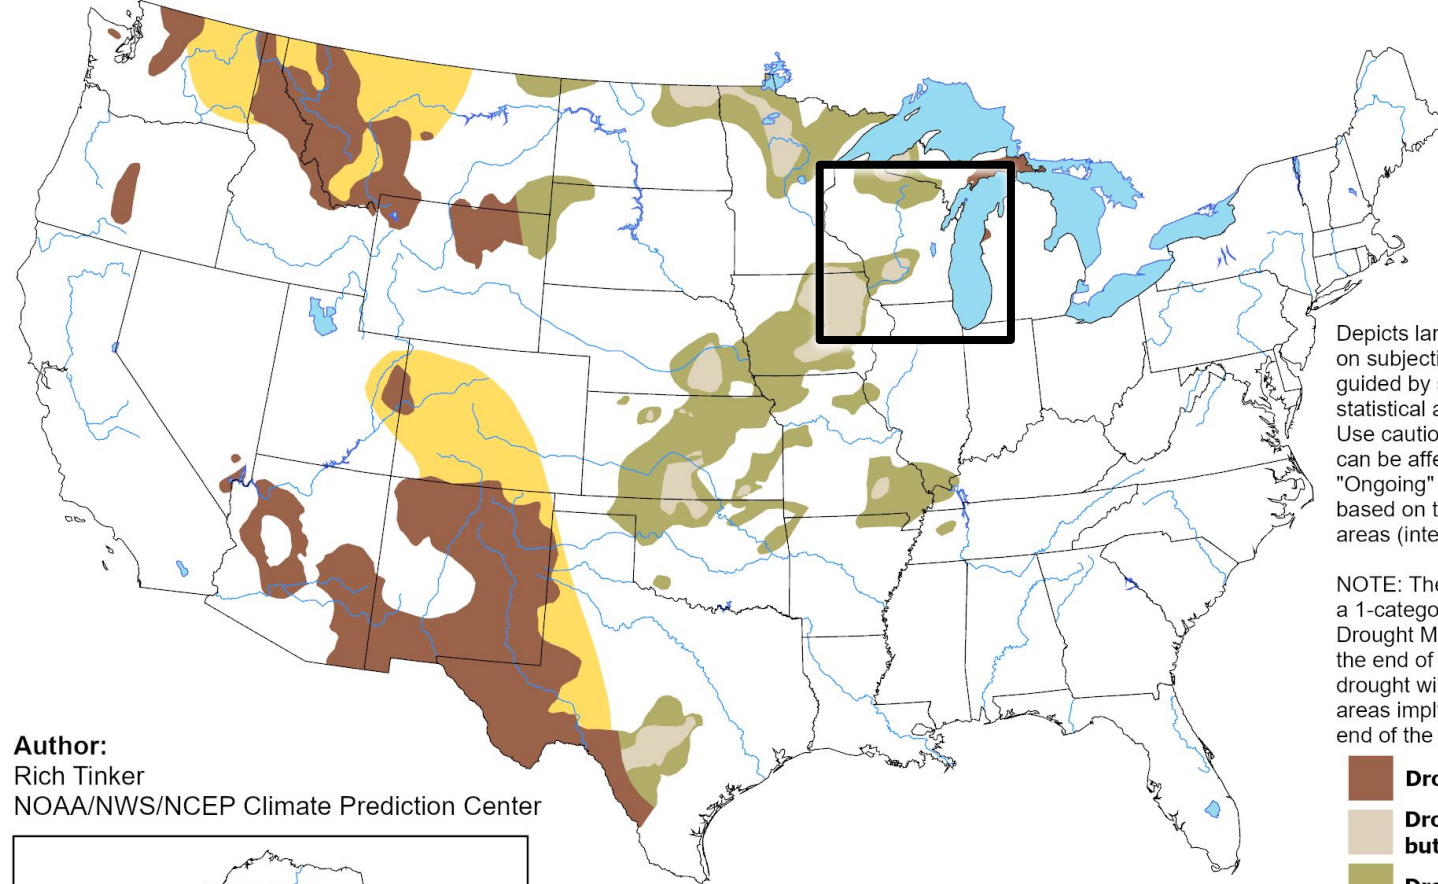 Depicts lar
on subjecti
guided by s
statistical a
Use cautio
can be affe
"Ongoing"
based on t
areas (inte
NOTE: The
a 1-catego
Drought M
the end of
drought wi
areas impl
end of the
Author:
Rich Tinker
NOAA/NWS/NCEP Climate Prediction Center
Dro
Dro
but